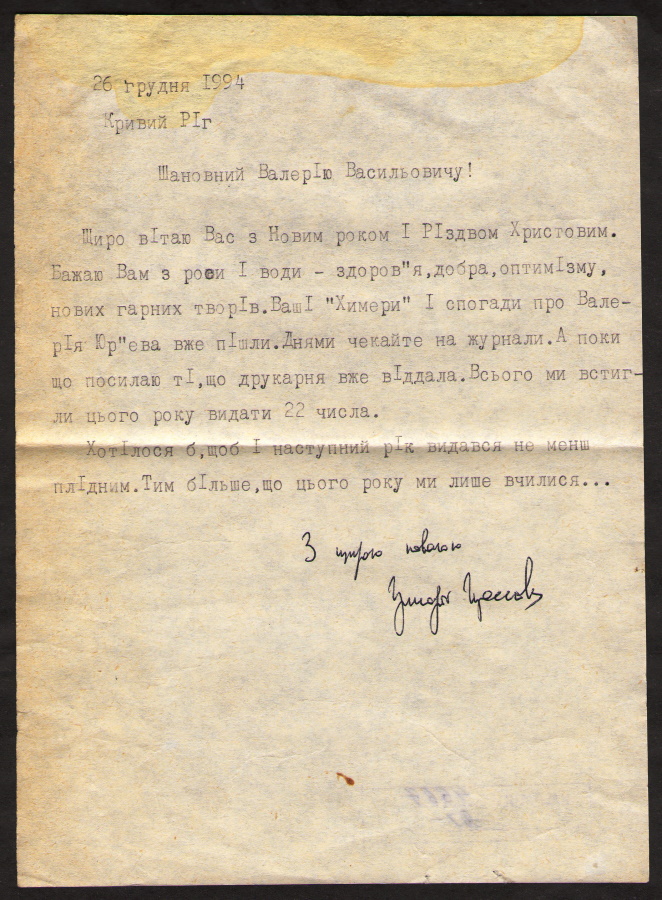 26 грудня 1994
Кривий РІг
Шановний ВалерІю Васильовичу!
Щиро вІтаю Вас з Новим роком І РІздвом Христовим.
Бажаю Вам з роси І води - здоров"я,добра,оптимІзму,
нових гарних творІв.ВашІ "Химери" І спогади про Вале-
рІя Юр"єва вже пІшли.Днями чекайте на журнали.А поки
що посилаю тІ,що друкарня вже вІддала.Всього ми встиг-
ли цього року видати 22 числа.
ХотІлося б,щоб І наступний рІк видався не менш
плІдним.Тим бІльше,що цього року ми лише вчилися...
З щирою повагою